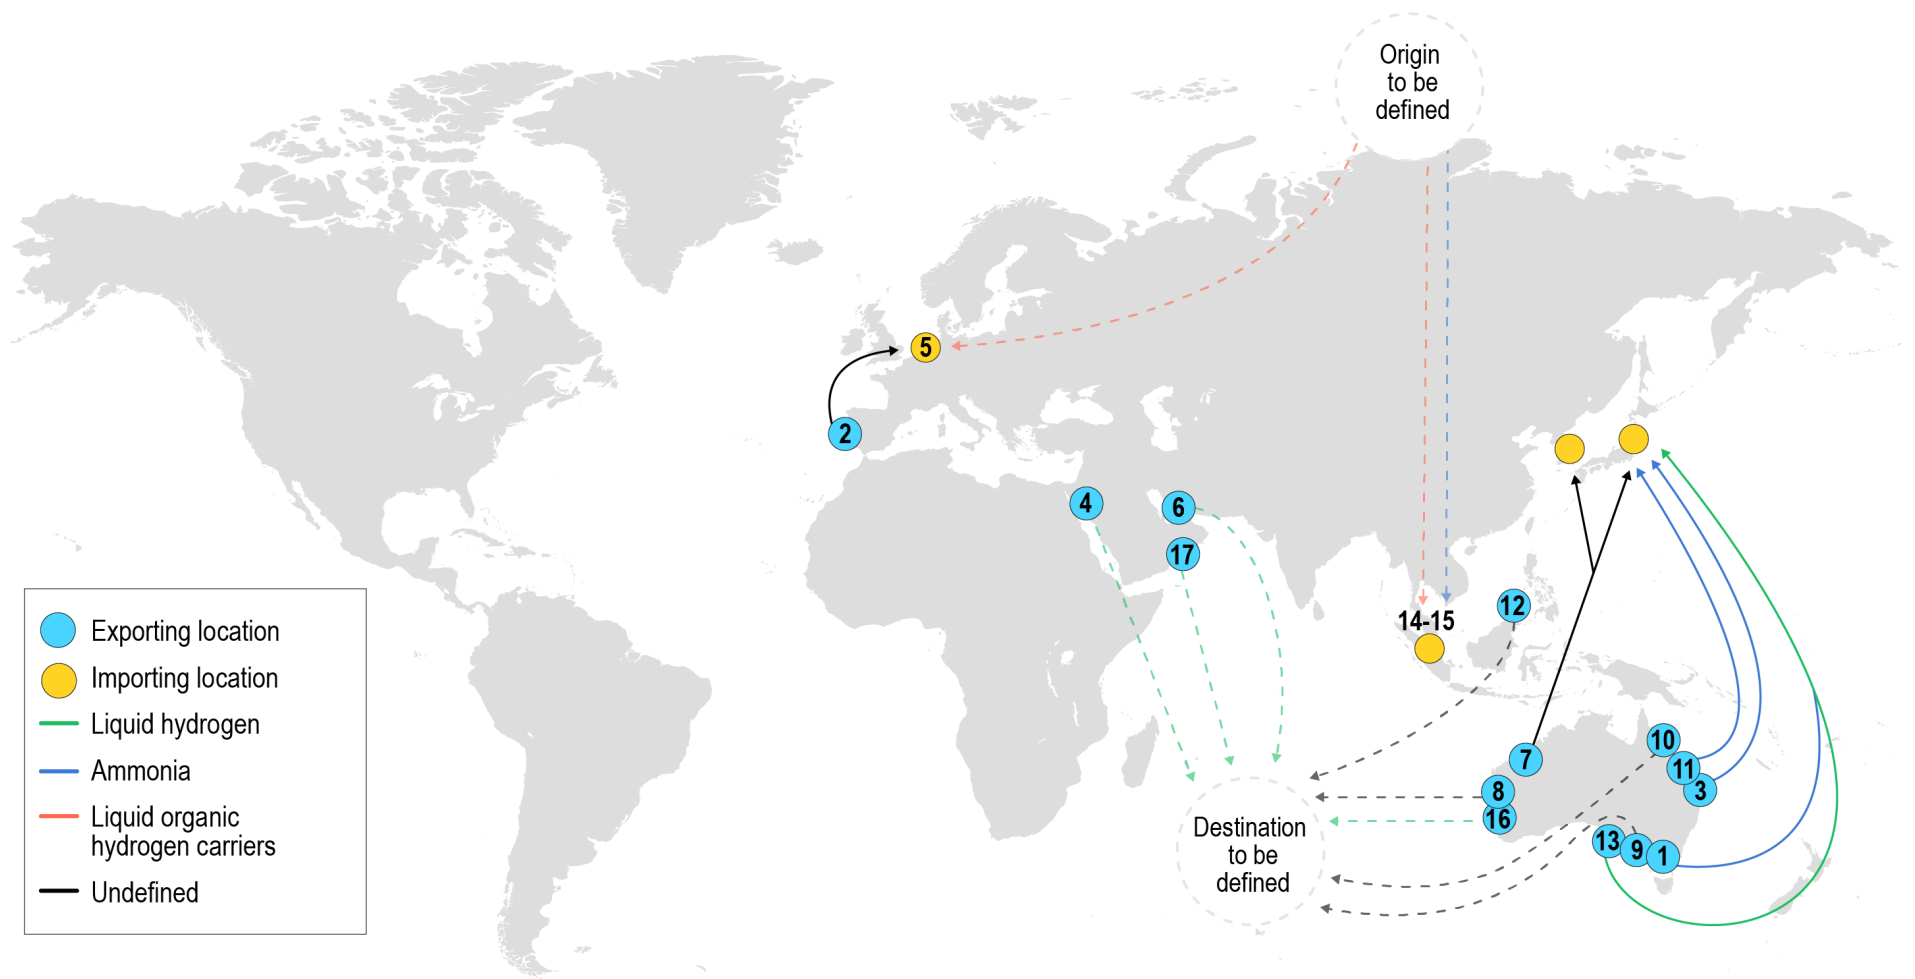 Origin
to be
defined
5
2
4
6
17
12
14-15
10
7
11
8
3
16
13
9
1
Destination
to be
defined
Exporting location
Importing location
Liquid hydrogen
Ammonia
Liquid organic
hydrogen carriers
Undefined